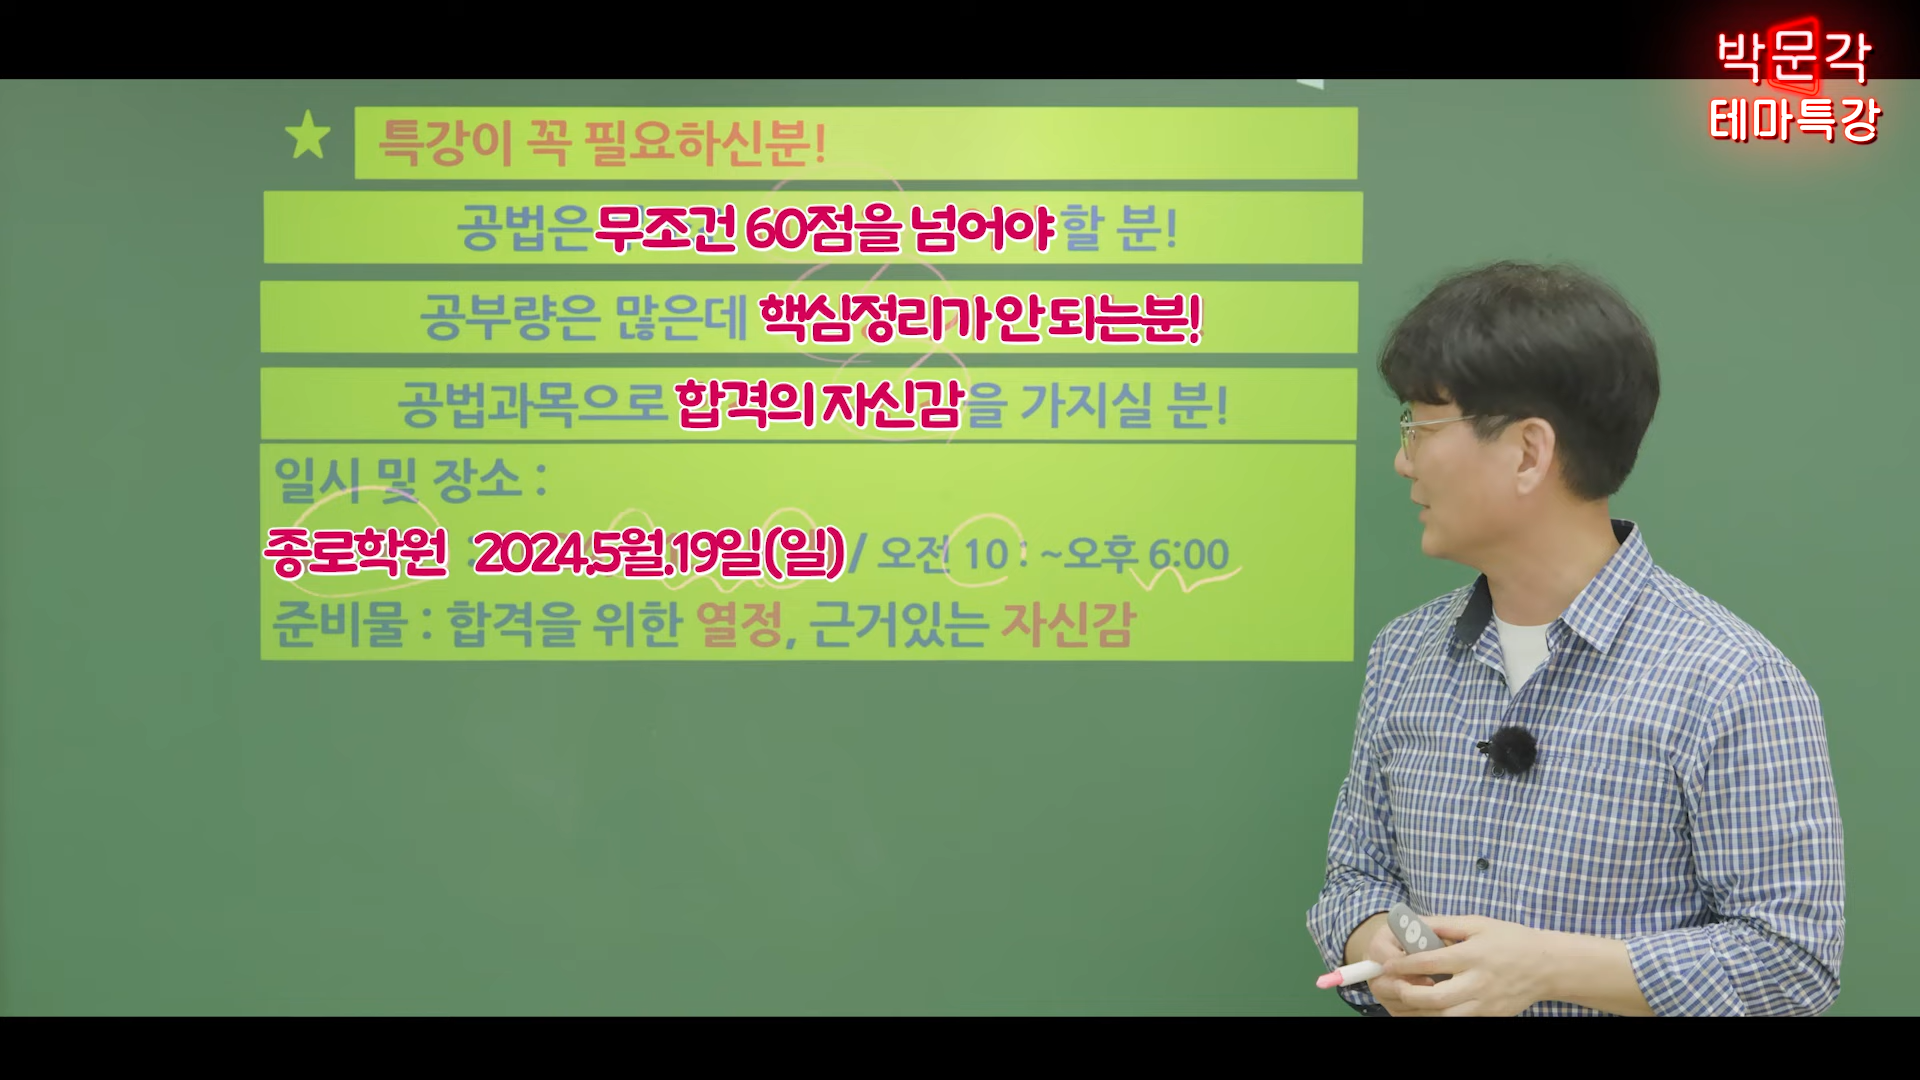 박문각
테마특강
★ 특강이 꼭 필요하신분!
공법은 무조건 60점을 넘어야 할 분!
공부량은 많은데 핵심정리가 안 되는분!
공법과목으로 합격의 자신감을 가지실 분!
일시 및 장소 :
종로학원 : 2024.5월.19일(일) / 오전 10 : ~오후 6:00
준비물 : 합격을 위한 열정, 근거있는 자신감